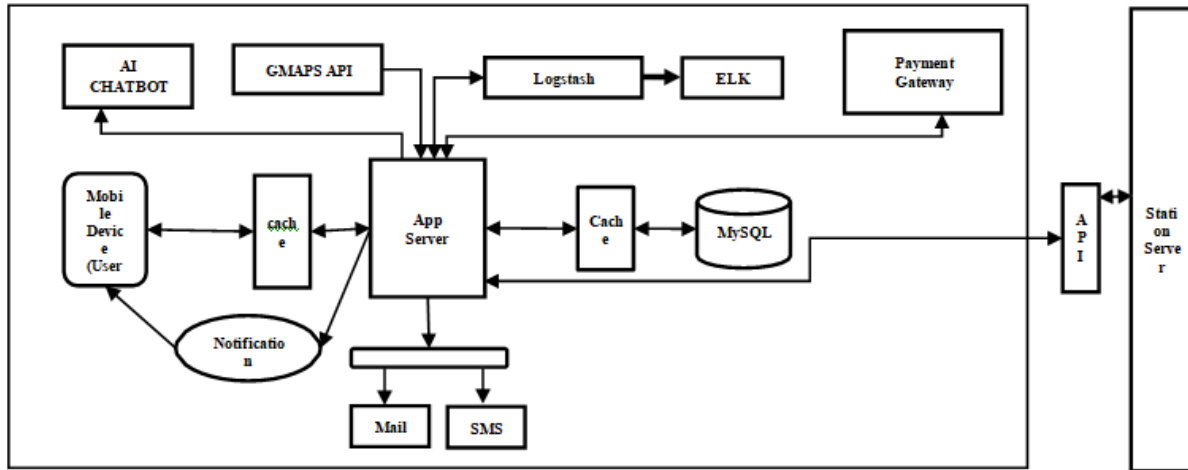 AI
CHATBOT
GMAPS API
Logstash
ELK
Payment
Gateway
Mobi
le
Devic
e
(User
cach
e
App
Server
Cach
e
MySQL
A
P
I
Stati
on
Serve
r
Notificatio
n
Mail
SMS